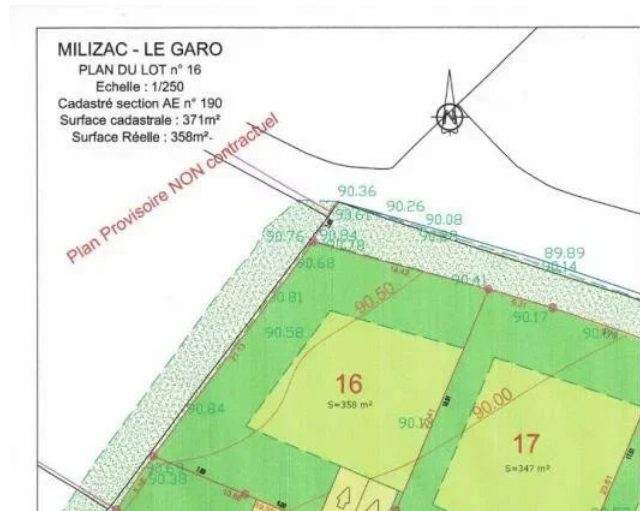 MILIZAC - LE GARO
PLAN DU LOT n° 16
Echelle : 1/250
Cadastré section AE n° 190
Surface cadastrale : 371m²
Surface Réelle : 358m²-
Plan Provisoire NON contractuel
N
90.36
90.26
90.61
90.08
90.76
90.84
90.78
89.89
90.14
90.68
90.41
90.50
90.81
90.17
90.58
16
S=358 m²
90.84
90.00
17
S=347 m²
90.38